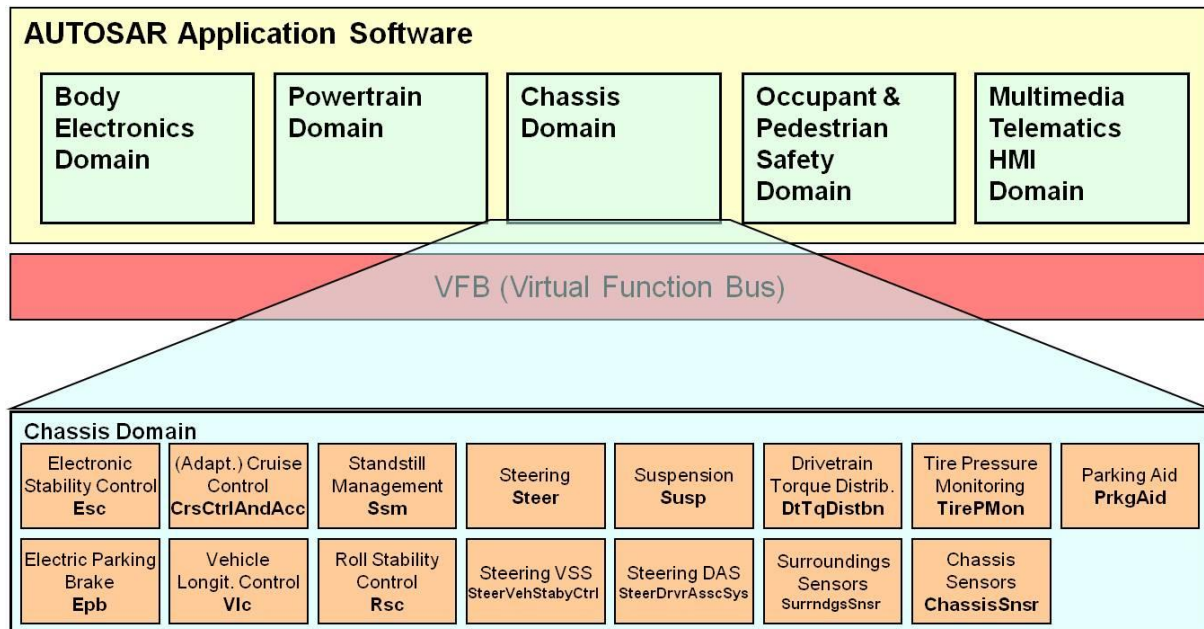 AUTOSAR Application Software
Body
Electronics
Domain
Powertrain
Domain
Chassis
Domain
Occupant &
Pedestrian
Safety
Domain
Multimedia
Telematics
HMI
Domain
VFB (Virtual Function Bus)
Chassis Domain
Electronic
Stability Control
Esc
(Adapt.) Cruise
Control
CrsCtrlAndAcc
Standstill
Management
Ssm
Steering
Steer
Suspension
Susp
Drivetrain
Torque Distrib.
DtTqDistbn
Tire Pressure
Monitoring
TirePMon
Parking Aid
PrkgAid
Electric Parking
Brake
Epb
Vehicle
Longit. Control
Vlc
Roll Stability
Control
Rsc
Steering VSS
SteerVehStabyCtrl
Steering DAS
SteerDrvrAsscSys
Surroundings
Sensors
SurrndgsSnsr
Chassis
Sensors
ChassisSnsr